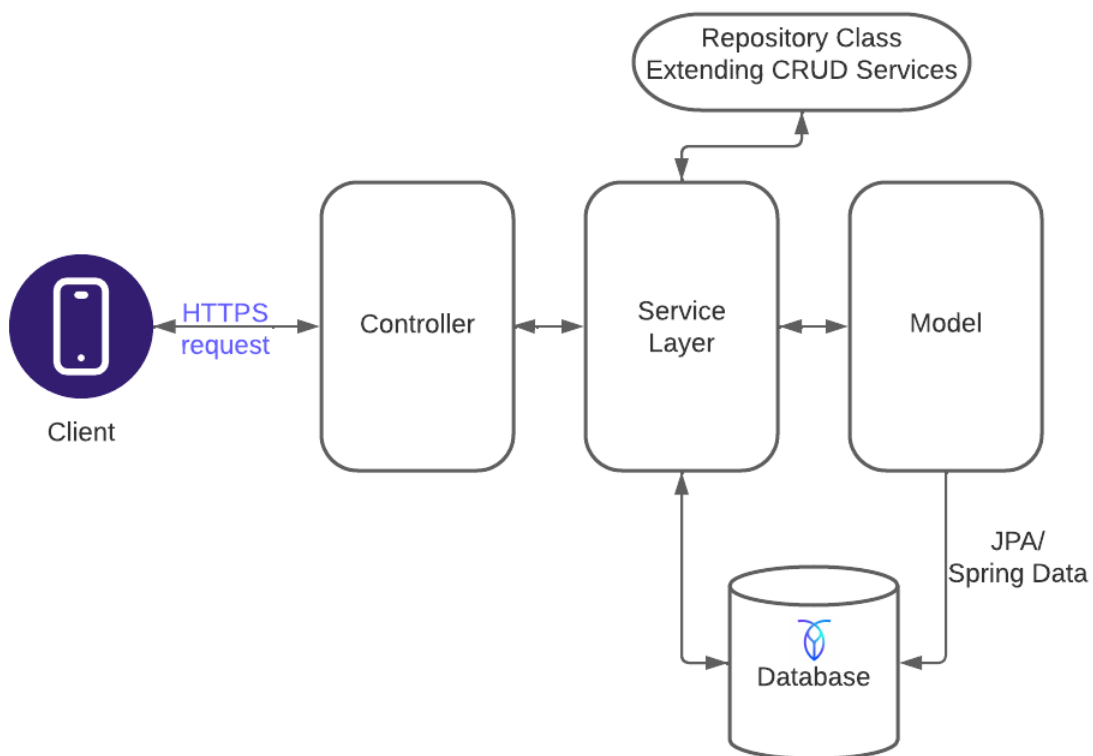 Repository Class
Extending CRUD Services
HTTPS
request
Controller
Service
Layer
Model
Client
JPA/
Spring Data
Database